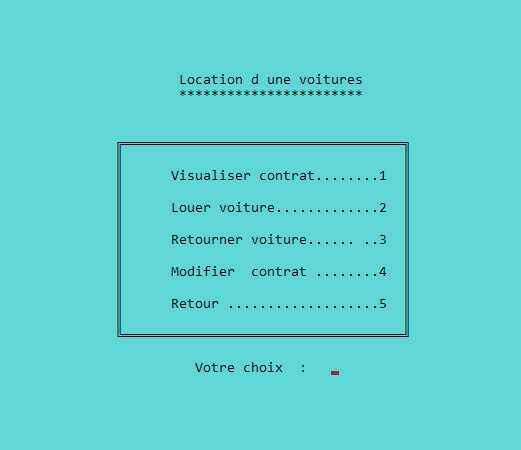 Location d une voitures
***********************
Visualiser contrat........1
Louer voiture.............2
Retourner voiture...... ..3
Modifier  contrat ........4
Retour ...................5
Votre choix  :